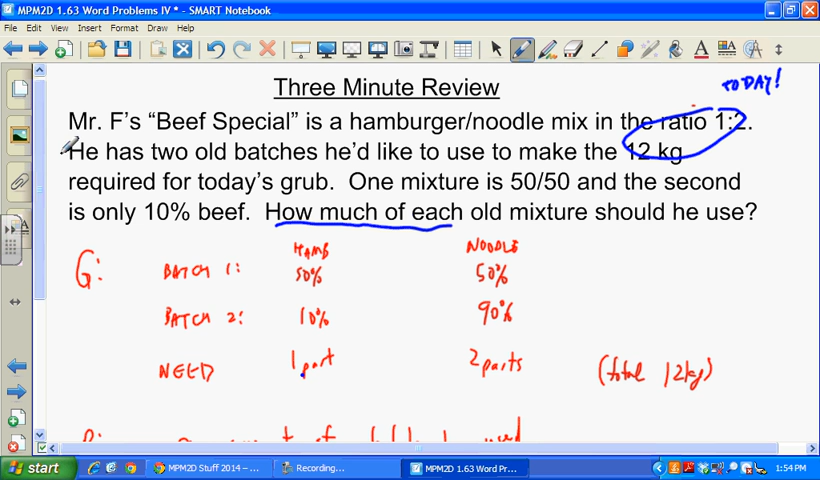 MPM2D 1.63 Word Problems IV * - SMART Notebook
File Edit View Insert Format Draw Help
Three Minute Review
TODAY!
Mr. F's "Beef Special" is a hamburger/noodle mix in the ratio 1:2.
He has two old batches he'd like to use to make the 12 kg
required for today's grub. One mixture is 50/50 and the second
is only 10% beef. How much of each old mixture should he use?
HAMB NOODLE
G: BATCH 1: 50% 50%
BATCH 2: 10% 90%
NEED 1 part 2 parts (total 12kg)
start MPM2D Stuff 2014 – ... Recording... MPM2D 1.63 Word Pr... 1:54 PM